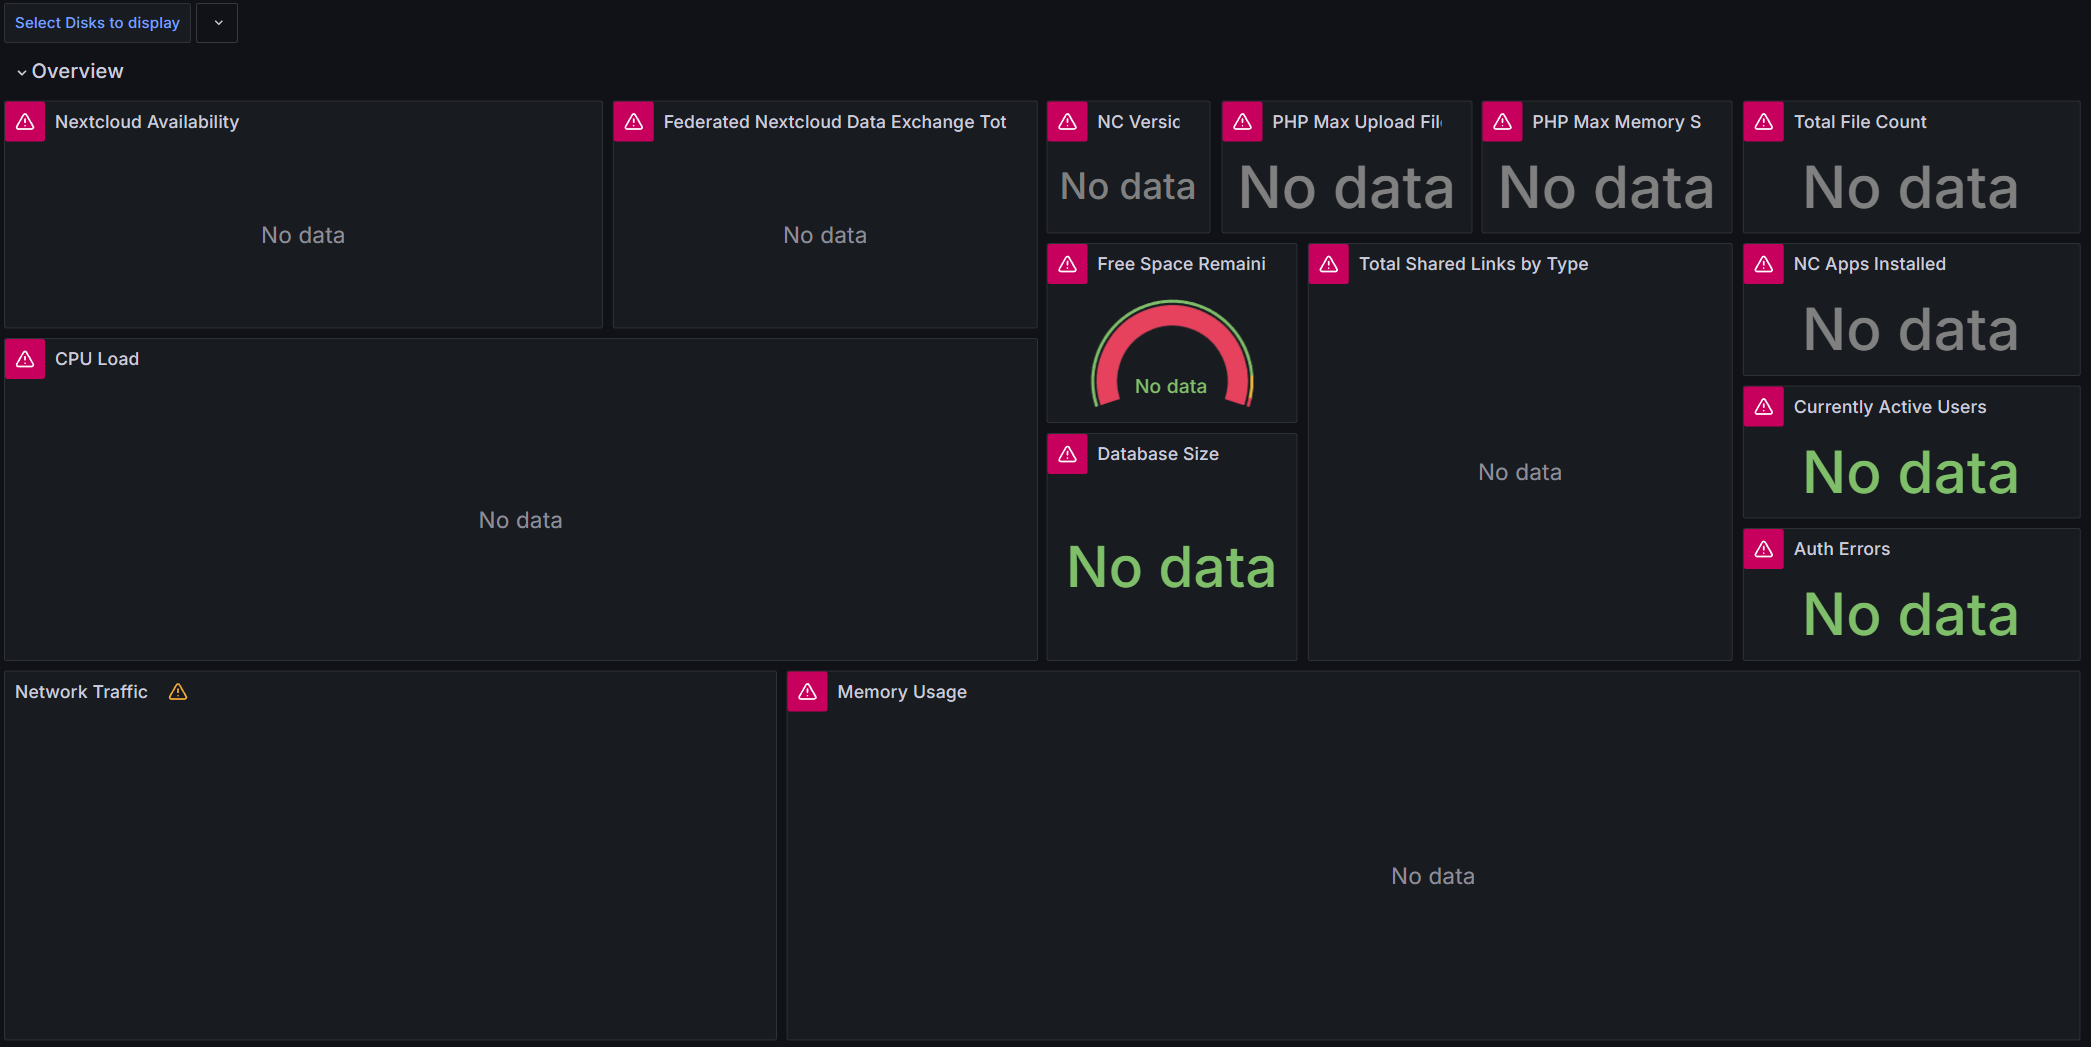 Select Disks to display
Overview
Nextcloud Availability
No data
Federated Nextcloud Data Exchange Tot
No data
NC Versic
No data
PHP Max Upload Fil
No data
PHP Max Memory S
No data
Total File Count
No data
Free Space Remaini
No data
Total Shared Links by Type
No data
NC Apps Installed
No data
CPU Load
No data
Currently Active Users
No data
Database Size
No data
Auth Errors
No data
Network Traffic
Memory Usage
No data